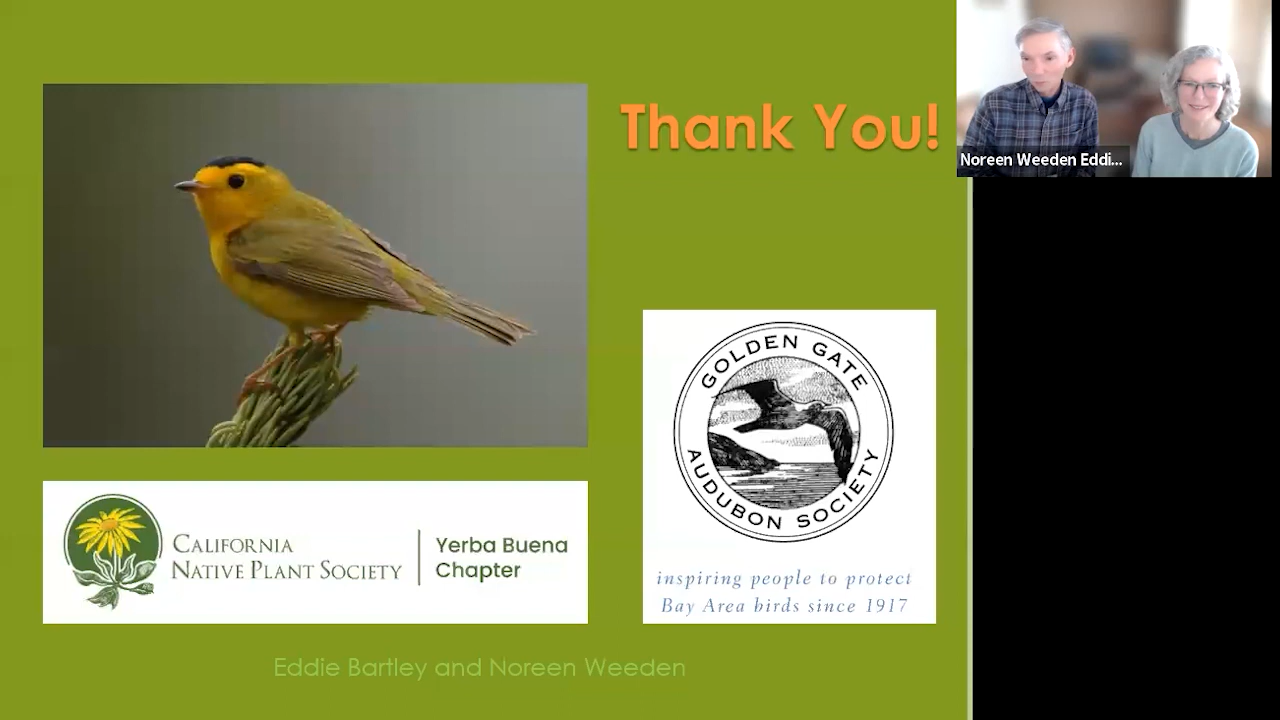 Thank You!
Noreen Weeden Eddi...
GOLDEN GATE
AUDUBON SOCIETY
inspiring people to protect
Bay Area birds since 1917
CALIFORNIA
NATIVE PLANT SOCIETY
Yerba Buena
Chapter
Eddie Bartley and Noreen Weeden